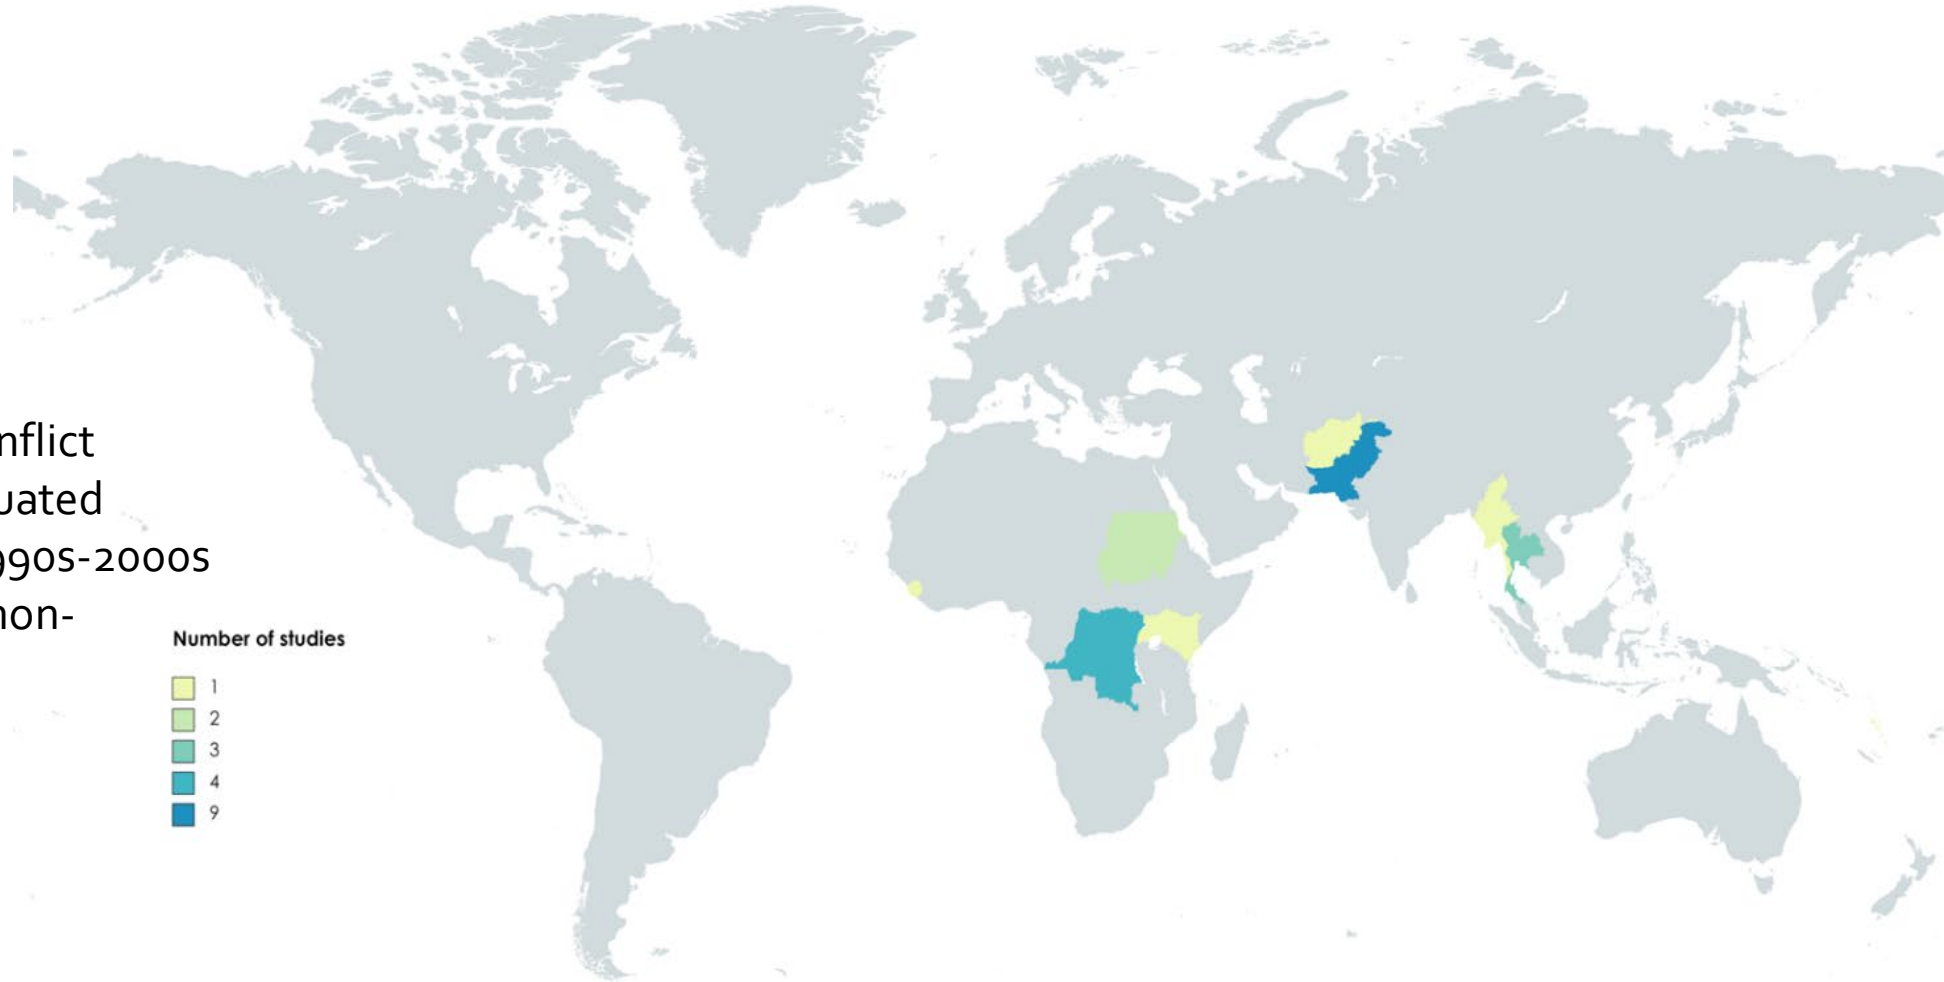 nflict
uated
990s-2000s
non-
Number of studies
1
2
3
4
9